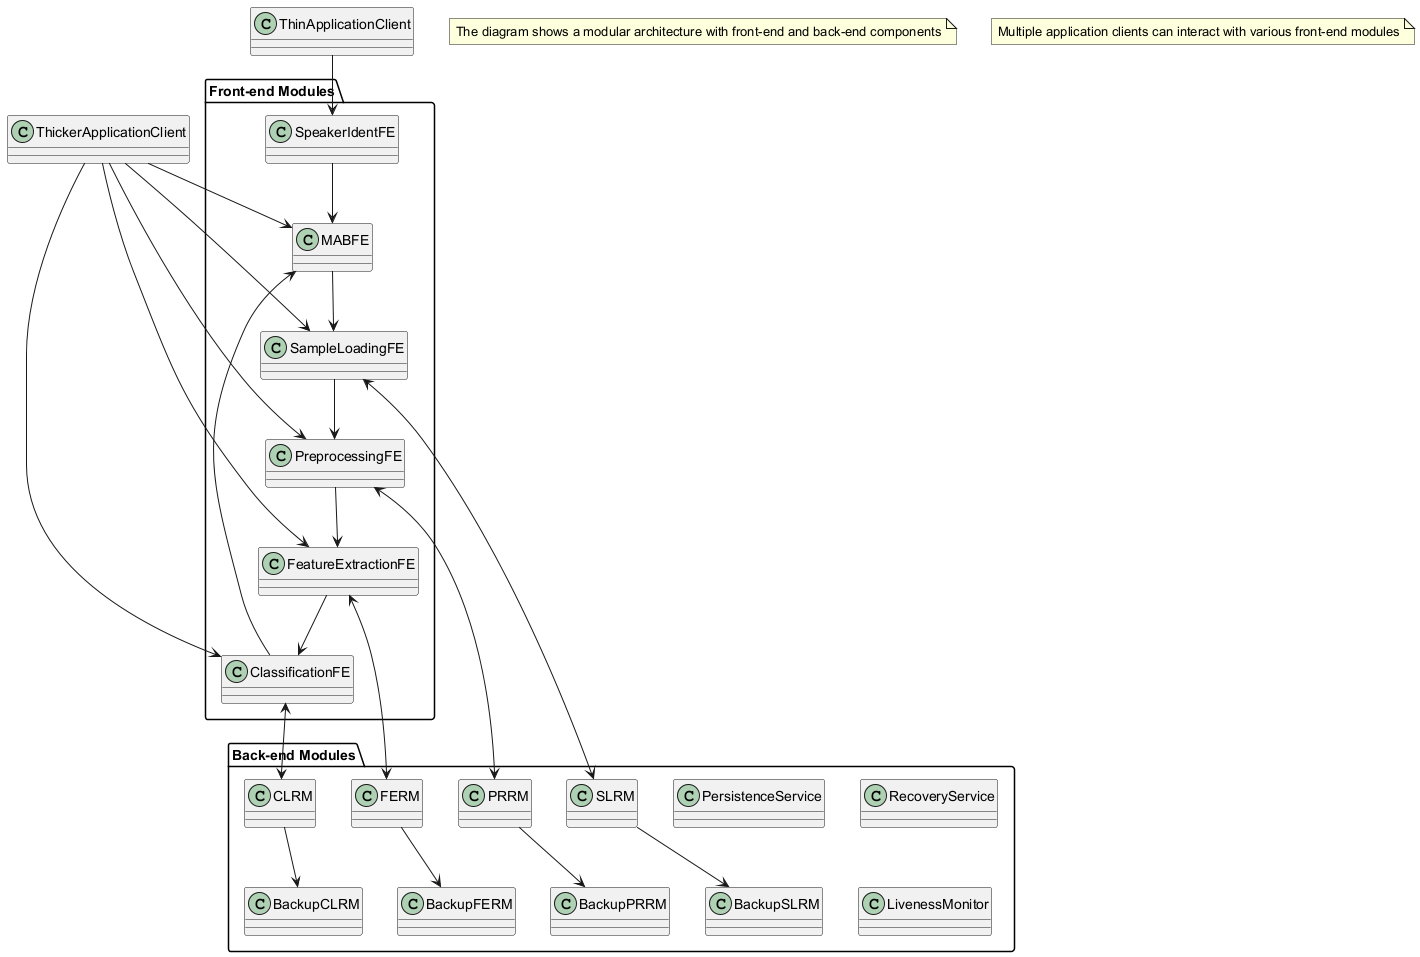 C ThinApplicationClient
The diagram shows a modular architecture with front-end and back-end components
Multiple application clients can interact with various front-end modules
Front-end Modules
C ThickerApplicationClient
C SpeakerIdentFE
C MABFE
C SampleLoadingFE
C PreprocessingFE
C FeatureExtractionFE
C ClassificationFE
Back-end Modules
C CLRM
C FERM
C PRRM
C SLRM
C PersistenceService
C RecoveryService
C BackupCLRM
C BackupFERM
C BackupPRRM
C BackupSLRM
C LivenessMonitor